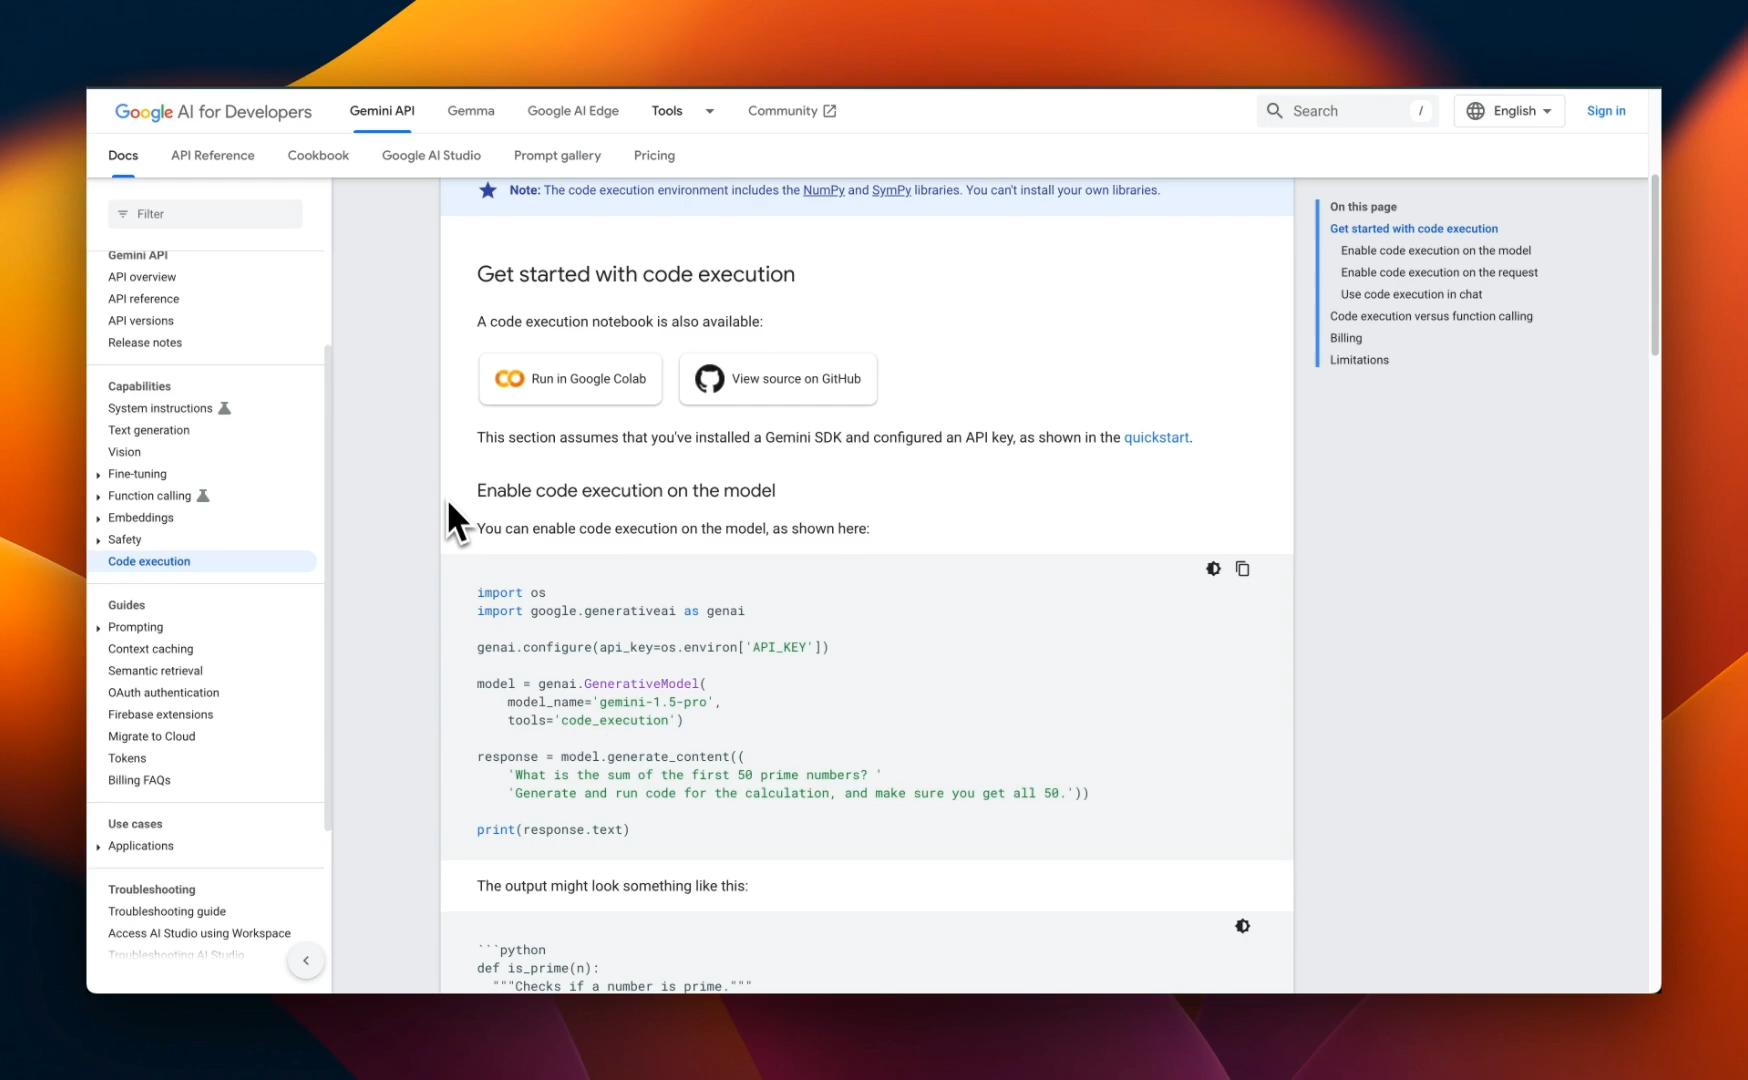 Google AI for Developers
Gemini API
Gemma
Google AI Edge
Tools
Community
Search
/
English
Sign in
Docs
API Reference
Cookbook
Google AI Studio
Prompt gallery
Pricing
Filter
Gemini API
API overview
API reference
API versions
Release notes
Capabilities
System instructions
Text generation
Vision
Fine-tuning
Function calling
Embeddings
Safety
Code execution
Guides
Prompting
Context caching
Semantic retrieval
OAuth authentication
Firebase extensions
Migrate to Cloud
Tokens
Billing FAQs
Use cases
Applications
Troubleshooting
Troubleshooting guide
Access AI Studio using Workspace
Troubleshooting AI Studio
Note: The code execution environment includes the NumPy and SymPy libraries. You can't install your own libraries.
Get started with code execution
A code execution notebook is also available:
Run in Google Colab
View source on GitHub
This section assumes that you've installed a Gemini SDK and configured an API key, as shown in the quickstart.
Enable code execution on the model
You can enable code execution on the model, as shown here:
import os
import google.generativeai as genai
genai.configure(api_key=os.environ['API_KEY'])
model = genai.GenerativeModel(
    model_name='gemini-1.5-pro',
    tools='code_execution')
response = model.generate_content((
    'What is the sum of the first 50 prime numbers? '
    'Generate and run code for the calculation, and make sure you get all 50.'))
print(response.text)
The output might look something like this:
```python
def is_prime(n):
  """Checks if a number is prime."""
On this page
Get started with code execution
Enable code execution on the model
Enable code execution on the request
Use code execution in chat
Code execution versus function calling
Billing
Limitations